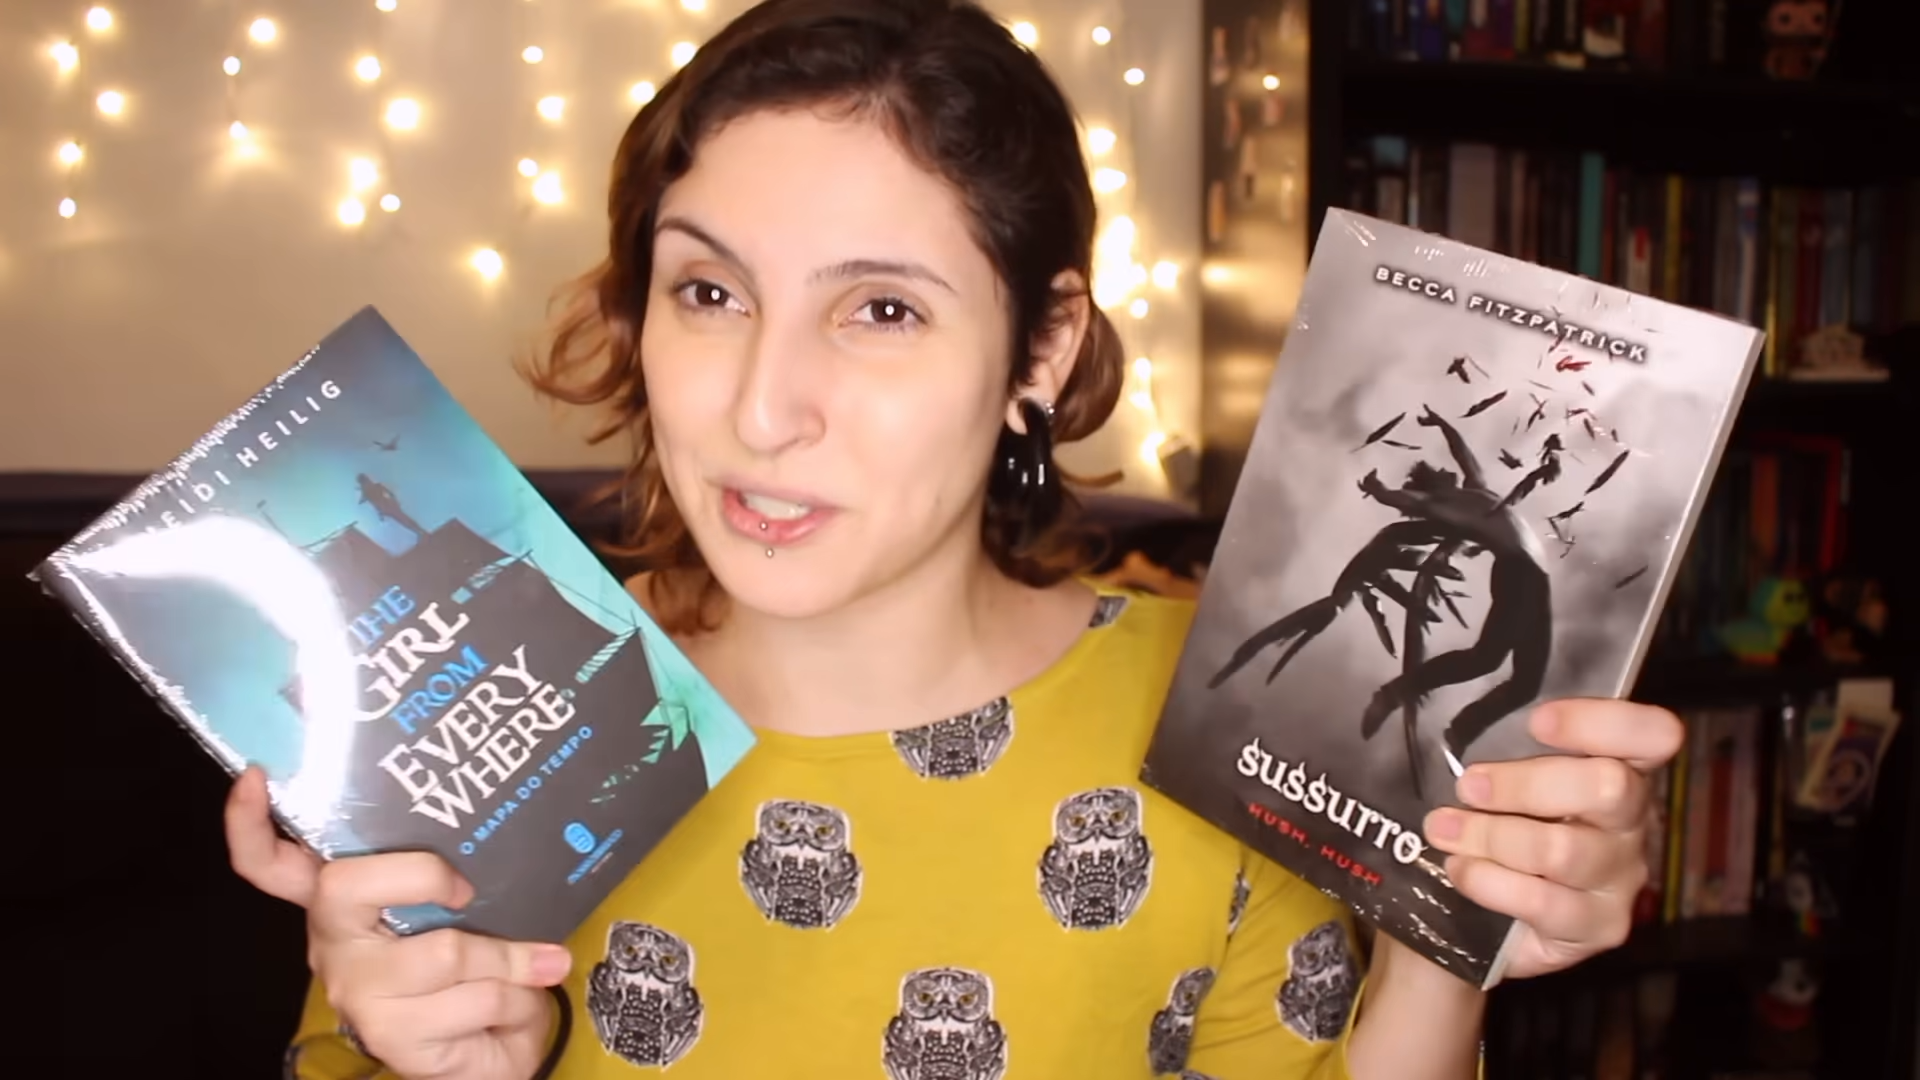 HEIDI HEILIG
THE
GIRL
FROM
EVERY
WHERE
O MAPA DO TEMPO
BECCA FITZPATRICK
sussurro
HUSH, HUSH